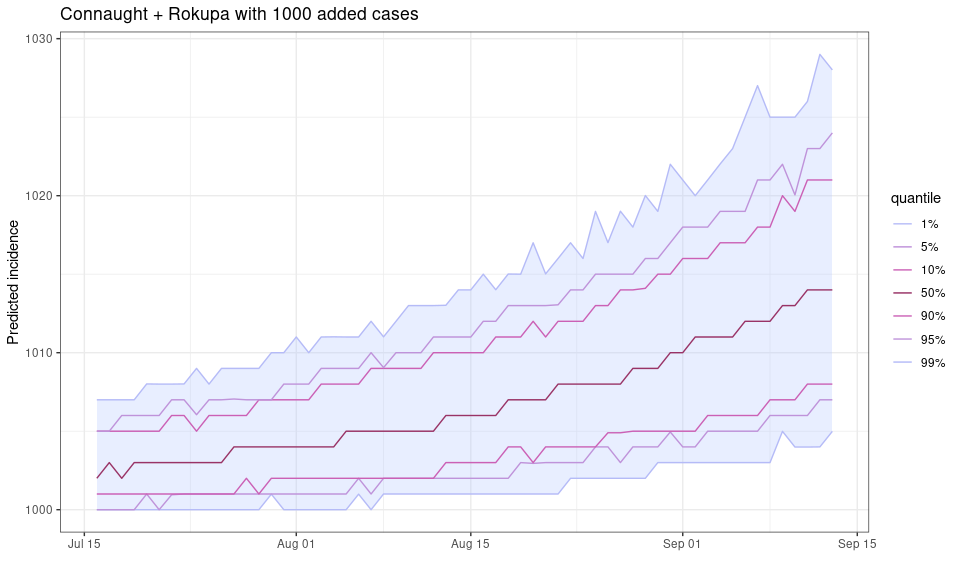 Connaught + Rokupa with 1000 added cases
Predicted incidence
1030
1020
1010
1000
Jul 15
Aug 01
Aug 15
Sep 01
Sep 15
quantile
1%
5%
10%
50%
90%
95%
99%